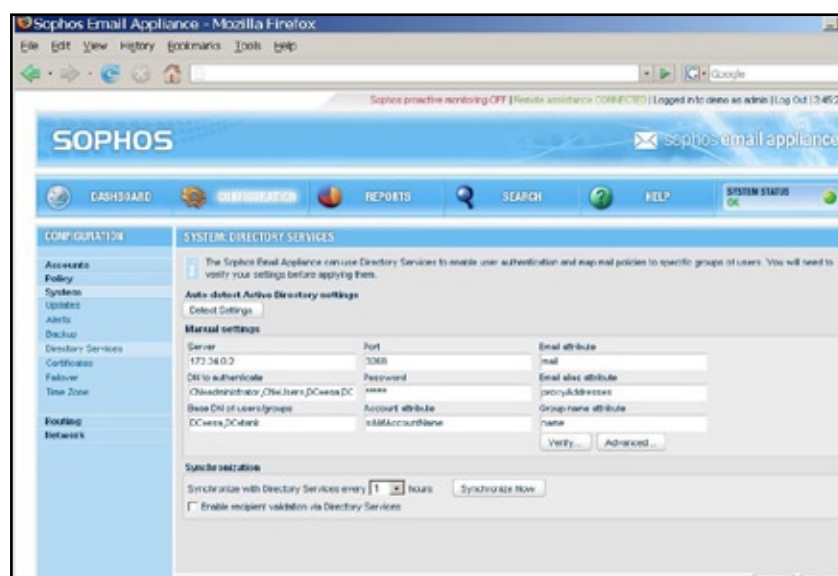 Sophos Email Appliance - Mozilla Firefox
File Edit View History Bookmarks Tools Help
Google
Sophos proactive monitoring OFF | Remote assistance CONNECTED | Logged in to demo as admin | Log Out | 3:45:2
SOPHOS
sophos email appliance
DASHBOARD CONFIGURATION REPORTS SEARCH HELP SYSTEM STATUS
OK
CONFIGURATION
Accounts
Policy
System
Updates
Alerts
Backup
Directory Services
Certificates
Failover
Time Zone
Routing
Network
SYSTEM: DIRECTORY SERVICES
The Sophos Email Appliance can use Directory Services to enable user authentication and map mail policies to specific groups of users. You will need to
verify your settings before applying them.
Auto detect Active Directory settings
Detect Settings
Manual settings
Server Port Email attribute
172.24.0.2 3268 mail
DN to authenticate Password Email alias attribute
***** proxyAddresses
Base DN of users/groups Account attribute Group name attribute
sAMAccountName name
Verify... Advanced...
Synchronization
Synchronize with Directory Services every 1 hours Synchronize Now
Enable recipient validation via Directory Services